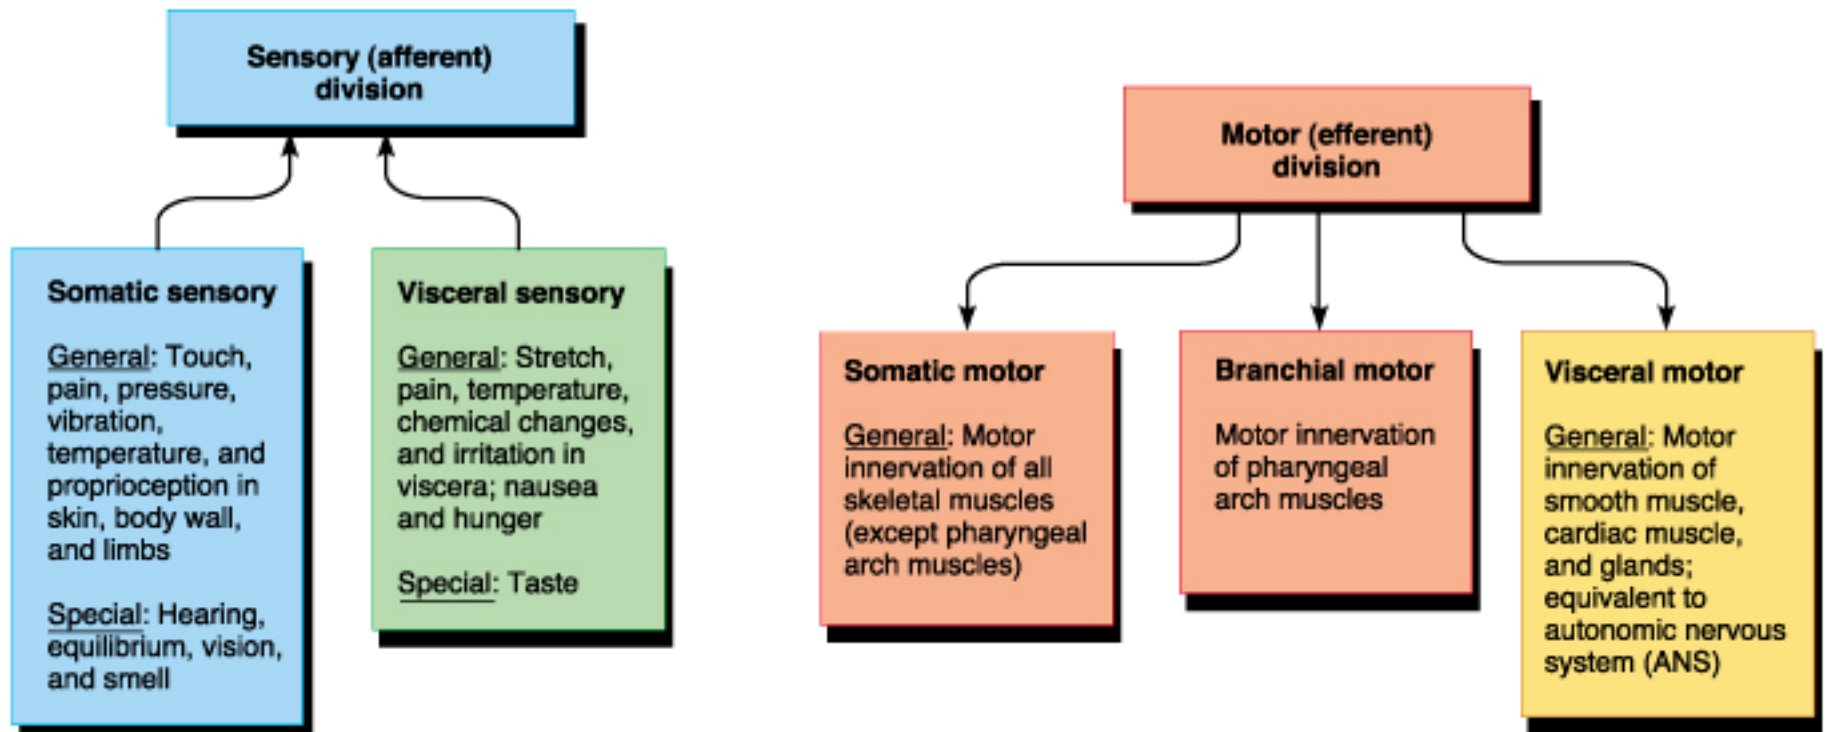 Sensory (afferent)
division
Somatic sensory
General: Touch,
pain, pressure,
vibration,
temperature, and
proprioception in
skin, body wall,
and limbs
Special: Hearing,
equilibrium, vision,
and smell
Visceral sensory
General: Stretch,
pain, temperature,
chemical changes,
and irritation in
viscera; nausea
and hunger
Special: Taste
Motor (efferent)
division
Somatic motor
General: Motor
innervation of all
skeletal muscles
(except pharyngeal
arch muscles)
Branchial motor
Motor innervation
of pharyngeal
arch muscles
Visceral motor
General: Motor
innervation of
smooth muscle,
cardiac muscle,
and glands;
equivalent to
autonomic nervous
system (ANS)